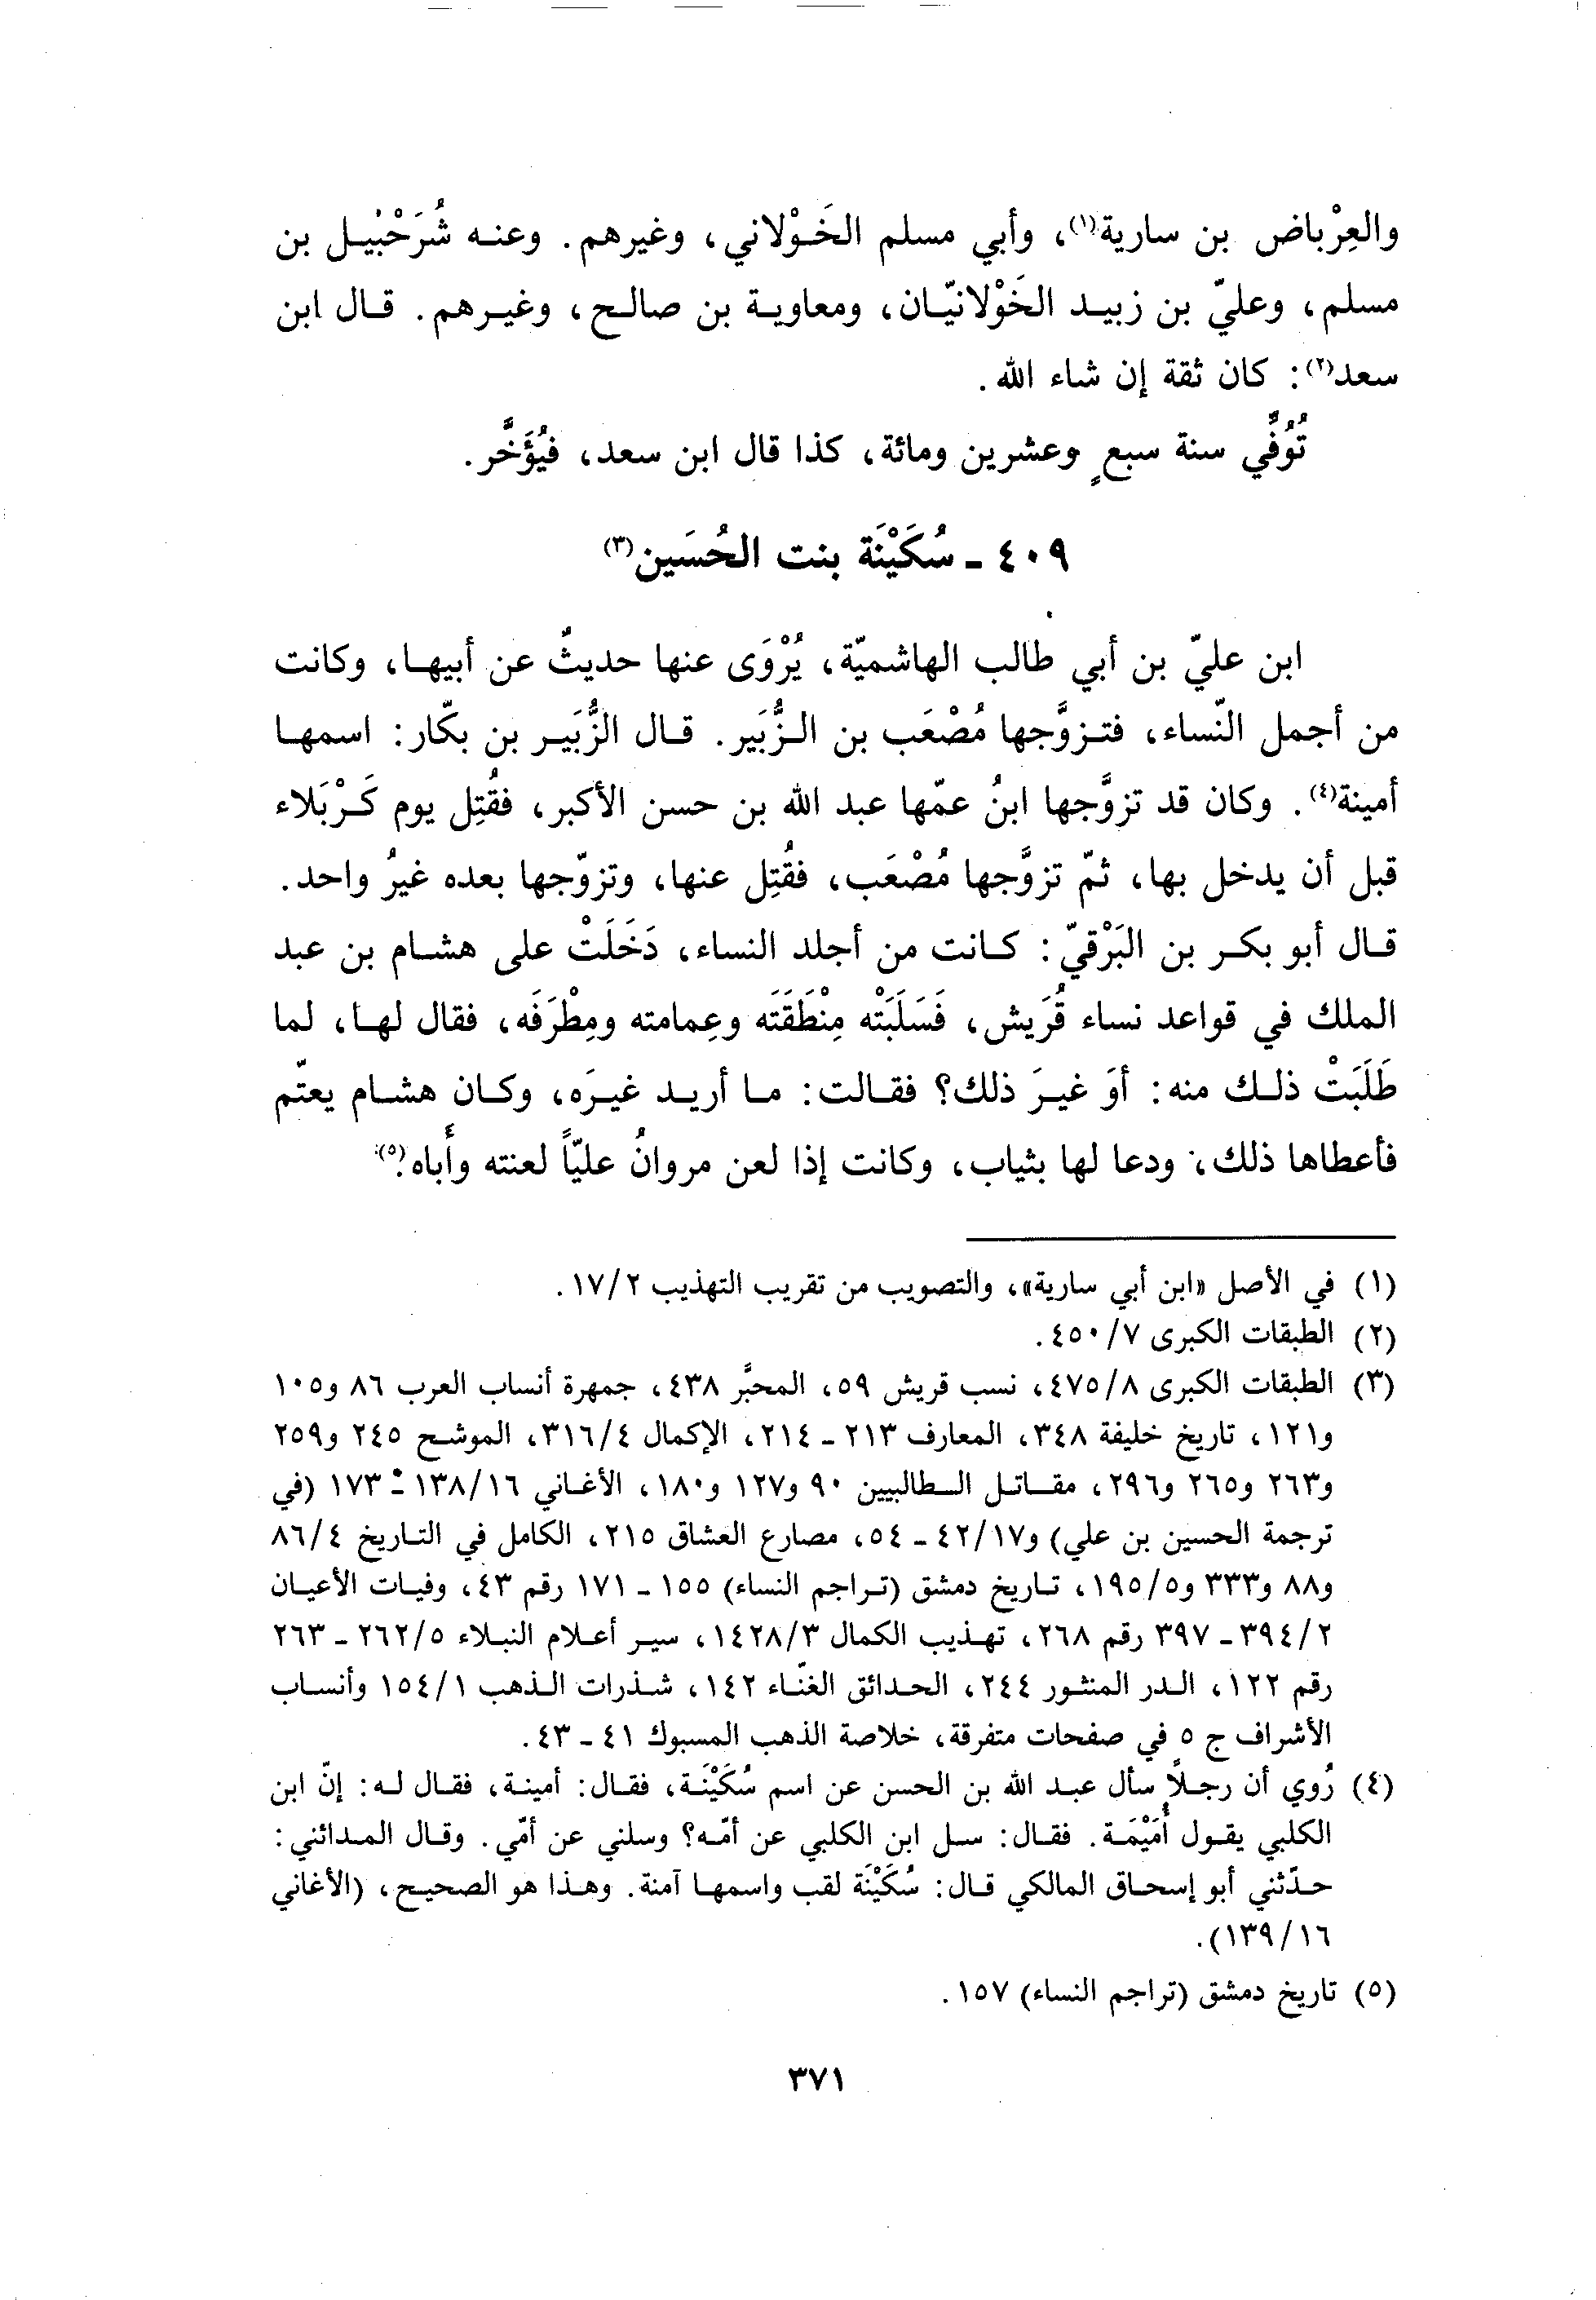 والعِرْباض بن سارية(١)، وأبي مسلم الخَوْلاني، وغيرهم. وعنه شُرَحْبيل بن
مسلم، وعليّ بن زبيد الخَوْلانيّان، ومعاوية بن صالح، وغيرهم. قال ابن
سعد(٢): كان ثقة إن شاء الله.
تُوُفّي سنة سبعٍ وعشرين ومائة، كذا قال ابن سعد، فيُؤَخَّر.
٤٠٩ - سُكَيْنَة بنت الحُسَين(٣)
ابن عليّ بن أبي طالب الهاشميّة، يُرْوَى عنها حديثٌ عن أبيها، وكانت
من أجمل النّساء، فتزوَّجها مُصْعَب بن الزُّبَير. قال الزُّبَير بن بكّار: اسمها
أمينة(٤). وكان قد تزوَّجها ابنُ عمّها عبد الله بن حسن الأكبر، فقُتِل يوم كَرْبَلاء
قبل أن يدخل بها، ثمّ تزوَّجها مُصْعَب، فقُتِل عنها، وتزوّجها بعده غيرُ واحد.
قال أبو بكر بن البَرْقيّ: كانت من أجلد النساء، دَخَلَتْ على هشام بن عبد
الملك في قواعد نساء قُرَيش، فَسَلَبَتْه مِنْطَقَتَه وعِمامته ومِطْرَفَه، فقال لها، لما
طَلَبَتْ ذلك منه: أوَ غيرَ ذلك؟ فقالت: ما أريد غيرَه، وكان هشام يعتّم
فأعطاها ذلك، ودعا لها بثياب، وكانت إذا لعن مروانُ عليّاً لعنته وأَباه(٥).
(١) في الأصل «ابن أبي سارية»، والتصويب من تقريب التهذيب ١٧/٢.
(٢) الطبقات الكبرى ٤٥٠/٧.
(٣) الطبقات الكبرى ٤٧٥/٨، نسب قريش ٥٩، المحبَّر ٤٣٨، جمهرة أنساب العرب ٨٦ و١٠٥
و١٢١، تاريخ خليفة ٣٤٨، المعارف ٢١٣ - ٢١٤، الإكمال ٣١٦/٤، الموشح ٢٤٥ و٢٥٩
و٢٦٣ و٢٦٥ و٢٩٦، مقاتل الطالبيين ٩٠ و١٢٧ و١٨٠، الأغاني ١٣٨/١٦ - ١٧٣ (في
ترجمة الحسين بن علي) و٤٢/١٧ - ٥٤، مصارع العشاق ٢١٥، الكامل في التاريخ ٨٦/٤
و٨٨ و٣٣٣ و١٩٥/٥، تاريخ دمشق (تراجم النساء) ١٥٥ - ١٧١ رقم ٤٣، وفيات الأعيان
٣٩٤/٢ - ٣٩٧ رقم ٢٦٨، تهذيب الكمال ١٤٢٨/٣، سير أعلام النبلاء ٢٦٢/٥ - ٢٦٣
رقم ١٢٢، الدر المنثور ٢٤٤، الحدائق الغنّاء ١٤٢، شذرات الذهب ١٥٤/١ وأنساب
الأشراف ج ٥ في صفحات متفرقة، خلاصة الذهب المسبوك ٤١ - ٤٣.
(٤) رُوي أن رجلاً سأل عبد الله بن الحسن عن اسم سُكَيْنَة، فقال: أمينة، فقال له: إنّ ابن
الكلبي يقول أُمَيْمَة. فقال: سل ابن الكلبي عن أمّه؟ وسلني عن أمّي. وقال المدائني:
حدّثني أبو إسحاق المالكي قال: سُكَيْنَة لقب واسمها آمنة. وهذا هو الصحيح، (الأغاني
١٣٩/١٦).
(٥) تاريخ دمشق (تراجم النساء) ١٥٧.
٣٧١